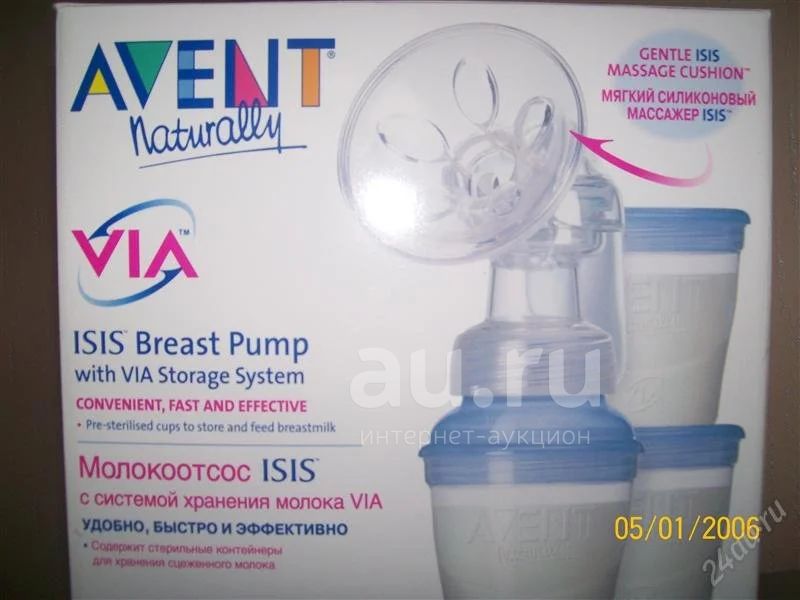 AVENT
naturally
GENTLE ISIS
MASSAGE CUSHION™
МЯГКИЙ СИЛИКОНОВЫЙ
МАССАЖЕР ISIS™
VIA™
ISIS™ Breast Pump
with VIA Storage System
CONVENIENT, FAST AND EFFECTIVE
• Pre-sterilised cups to store and feed breastmilk
Молокоотсос ISIS™
с системой хранения молока VIA
УДОБНО, БЫСТРО И ЭФФЕКТИВНО
• Содержит стерильные контейнеры
для хранения сцеженного молока
AVENT
naturally
AVENT
au.ru
интернет-аукцион
05/01/2006
24au.ru